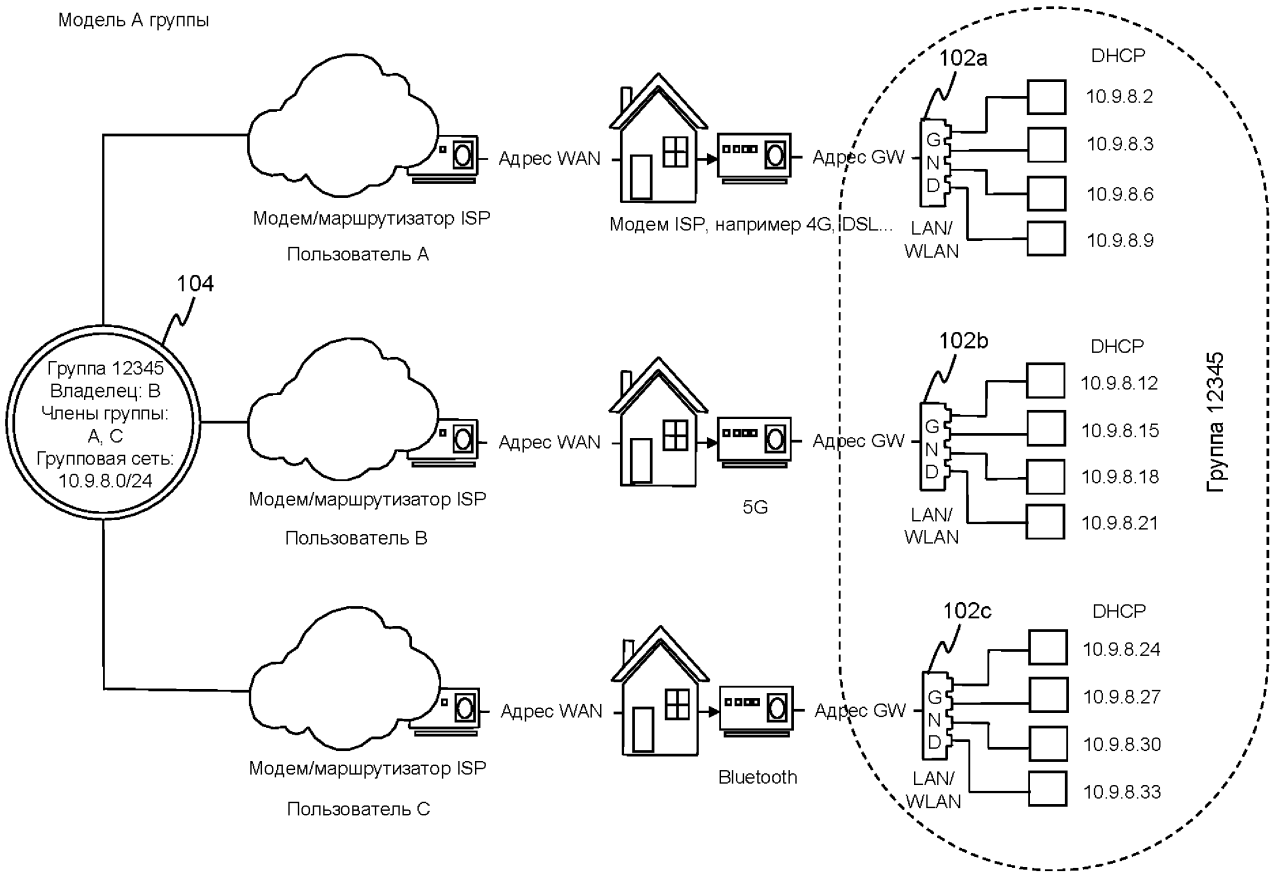 Модель А группы
102a
DHCP
10.9.8.2
10.9.8.3
10.9.8.6
10.9.8.9
G
N
D
Адрес WAN
Адрес GW
Модем/маршрутизатор ISP
Модем ISP, например 4G, DSL...
LAN/
WLAN
Пользователь А
104
Группа 12345
Владелец: В
Члены группы:
А, С
Групповая сеть:
10.9.8.0/24
102b
DHCP
10.9.8.12
10.9.8.15
10.9.8.18
10.9.8.21
G
N
D
Адрес WAN
Адрес GW
Модем/маршрутизатор ISP
5G
LAN/
WLAN
Пользователь В
Группа 12345
102c
DHCP
10.9.8.24
10.9.8.27
10.9.8.30
10.9.8.33
G
N
D
Адрес WAN
Адрес GW
Модем/маршрутизатор ISP
Bluetooth
LAN/
WLAN
Пользователь С